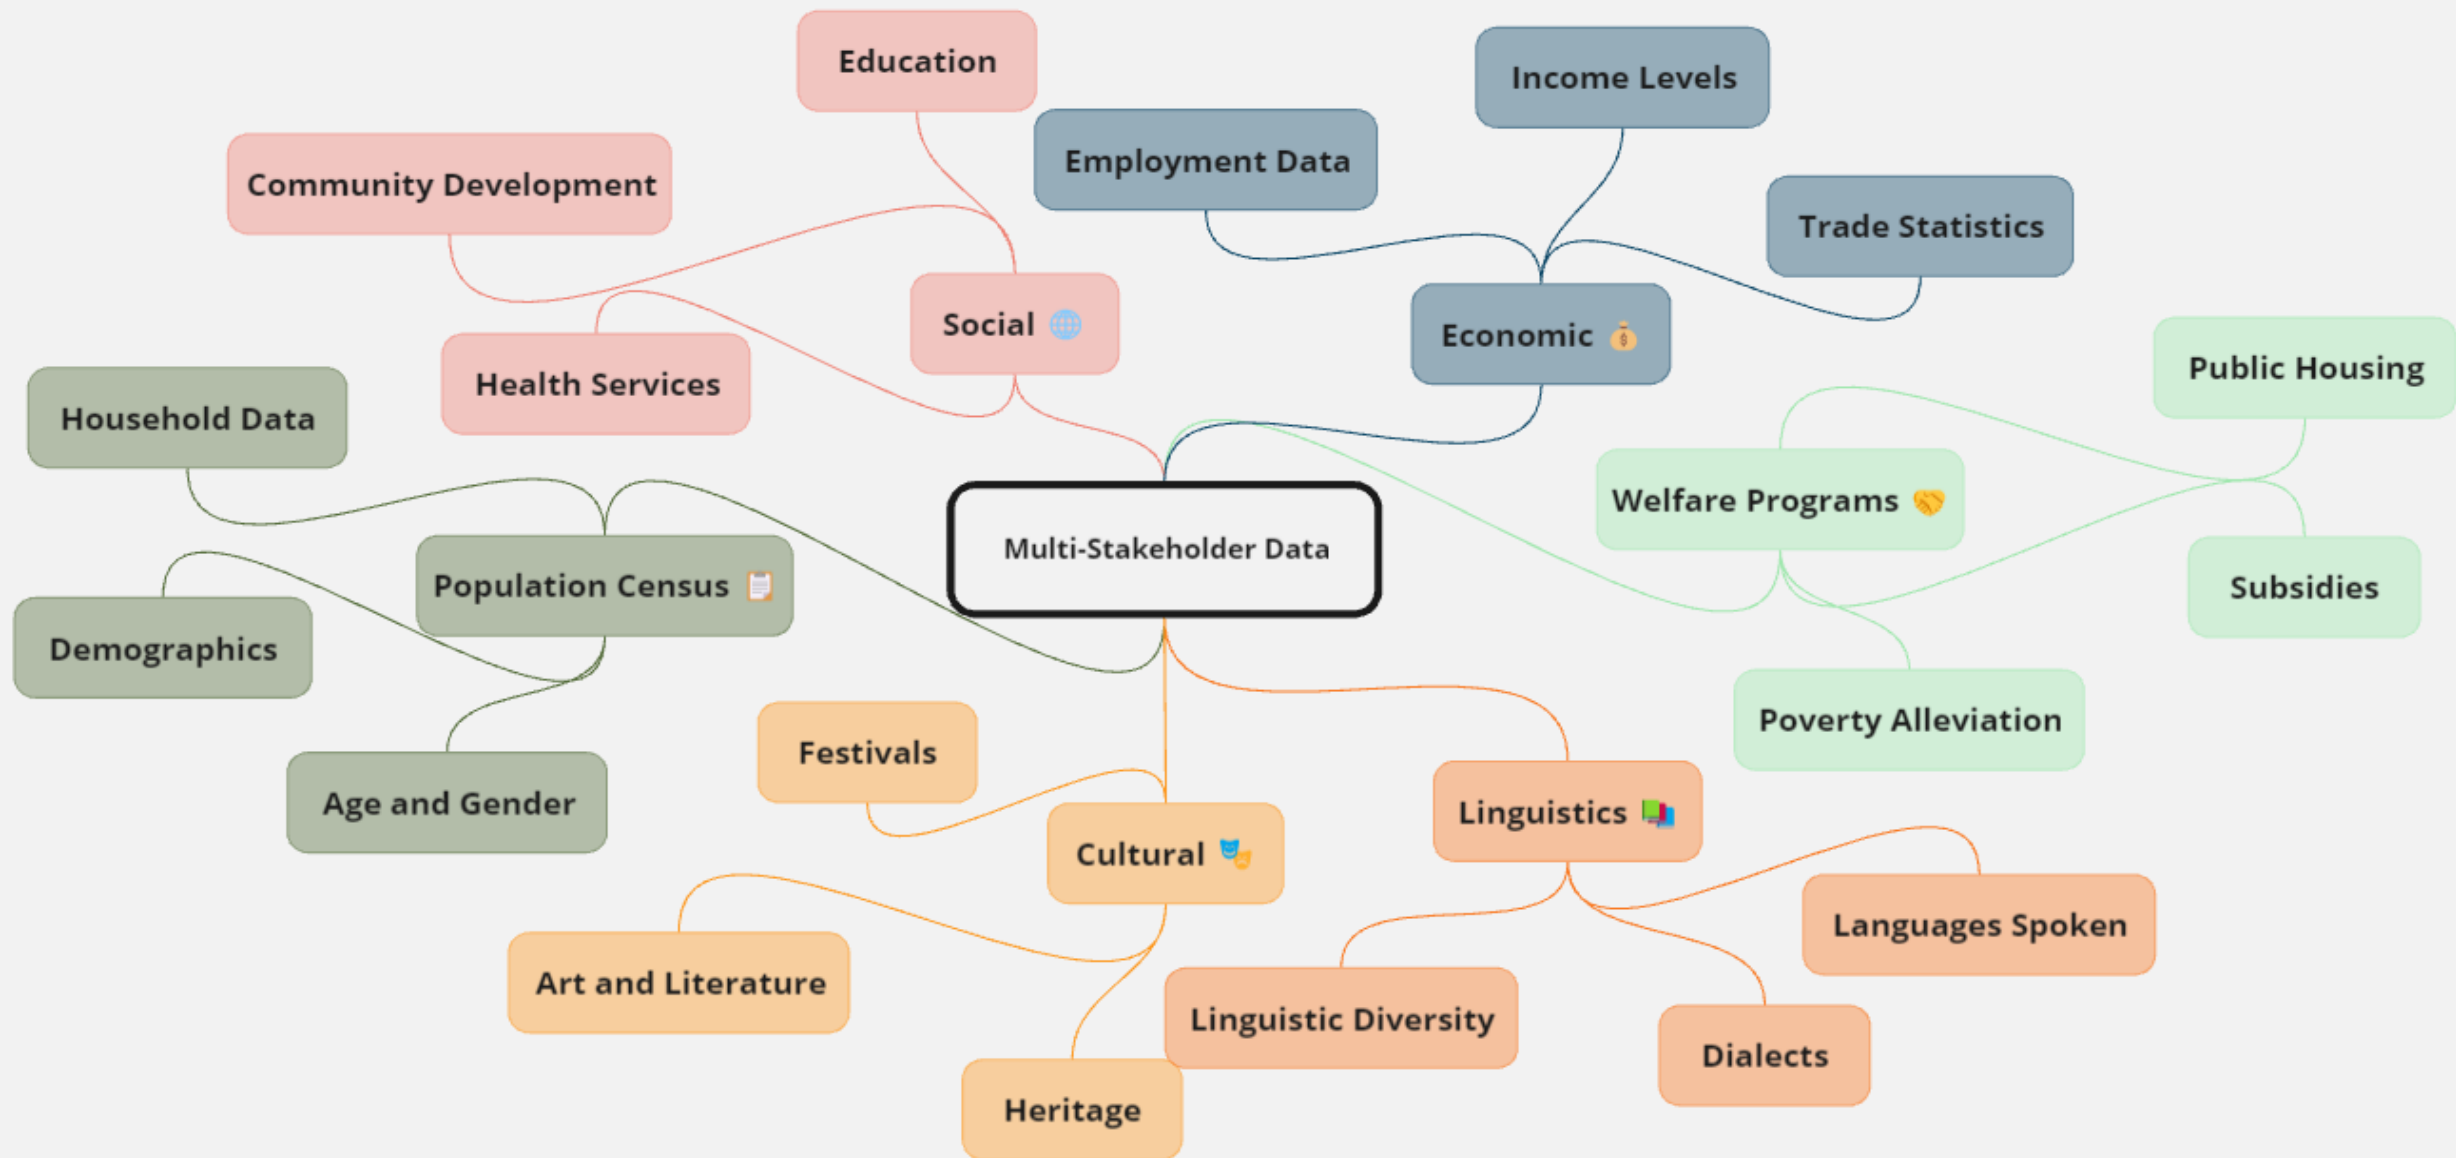 Education
Income Levels
Employment Data
Community Development
Trade Statistics
Social 🌐
Economic 💰
Public Housing
Health Services
Household Data
Welfare Programs 🤝
Multi-Stakeholder Data
Population Census 📋
Subsidies
Demographics
Poverty Alleviation
Festivals
Age and Gender
Linguistics
Cultural 🎭
Languages Spoken
Art and Literature
Linguistic Diversity
Dialects
Heritage